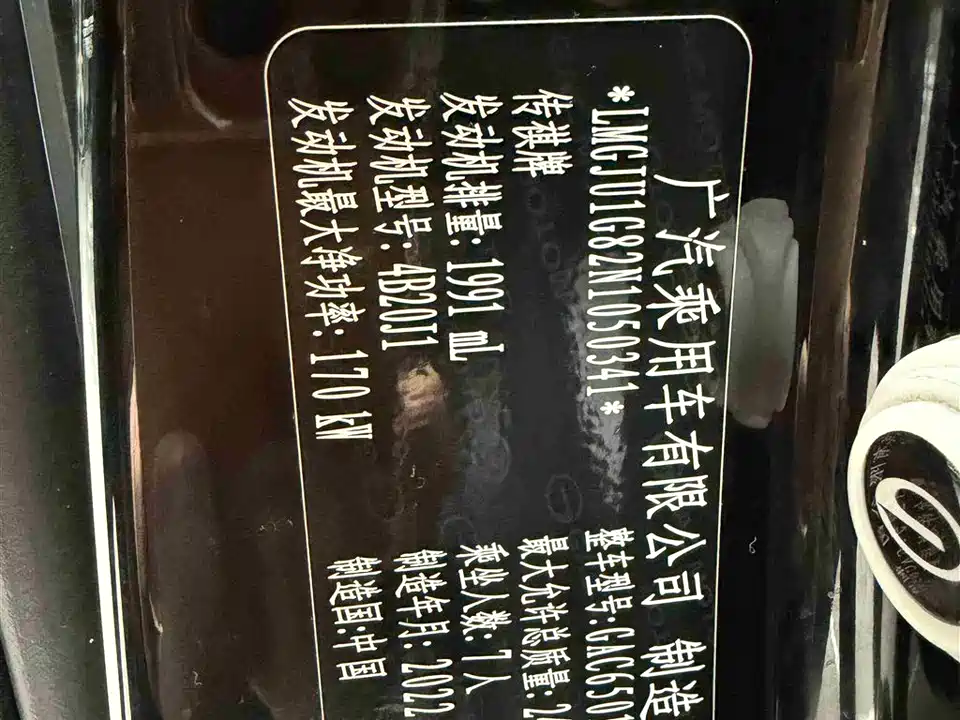 广汽乘用车有限公司 制造
*LMGJU1G82N1050341*
整车型号:GAC6501
传祺牌
最大允许总质量:2
发动机排量:1991 mL
乘坐人数:7人
发动机型号:4B20J1
制造年月:2022
发动机最大净功率:170 kW
制造国:中国